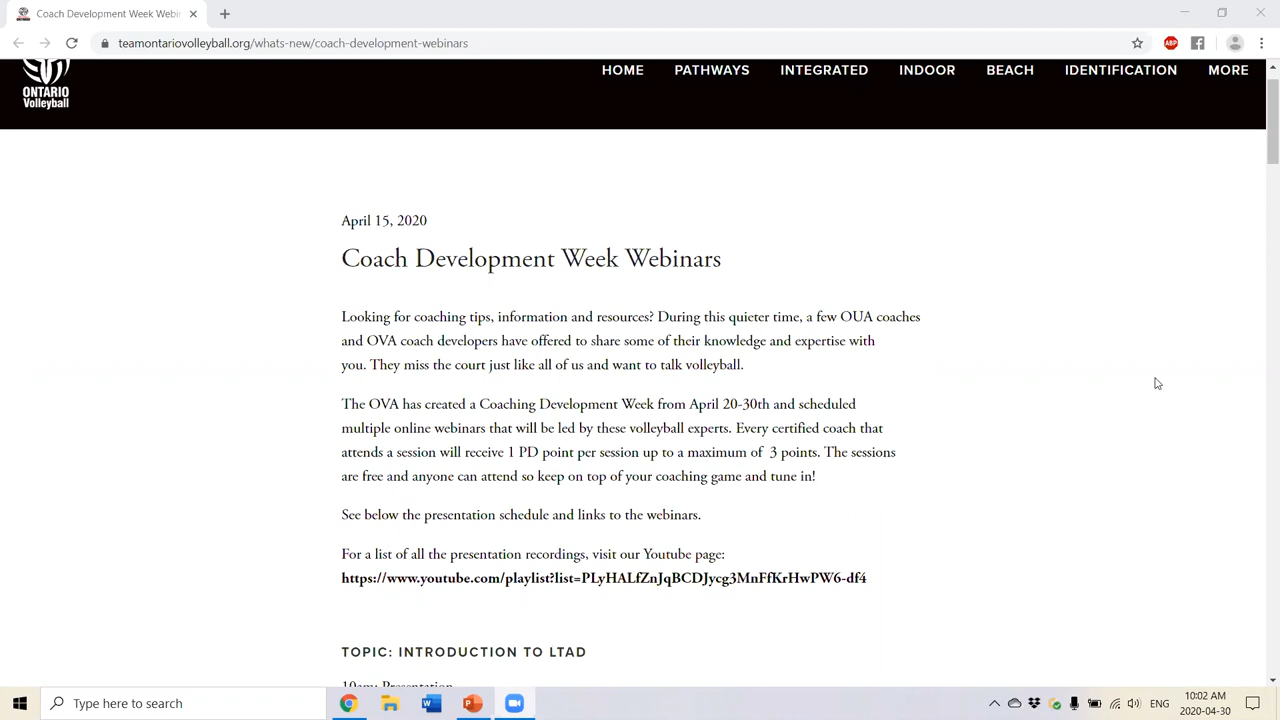 Coach Development Week Webi
teamontariovolleyball.org/whats-new/coach-development-webinars
ABP
ONTARIO
Volleyball
HOME PATHWAYS INTEGRATED INDOOR BEACH IDENTIFICATION MORE
April 15, 2020
Coach Development Week Webinars
Looking for coaching tips, information and resources? During this quieter time, a few OUA coaches
and OVA coach developers have offered to share some of their knowledge and expertise with
you. They miss the court just like all of us and want to talk volleyball.
The OVA has created a Coaching Development Week from April 20-30th and scheduled
multiple online webinars that will be led by these volleyball experts. Every certified coach that
attends a session will receive 1 PD point per session up to a maximum of 3 points. The sessions
are free and anyone can attend so keep on top of your coaching game and tune in!
See below the presentation schedule and links to the webinars.
For a list of all the presentation recordings, visit our Youtube page:
https://www.youtube.com/playlist?list=PLyHALfZnJqBCDJycg3MnFfKrHwPW6-df4
TOPIC: INTRODUCTION TO LTAD
10am: Presentation
Type here to search
ENG
10:02 AM
2020-04-30